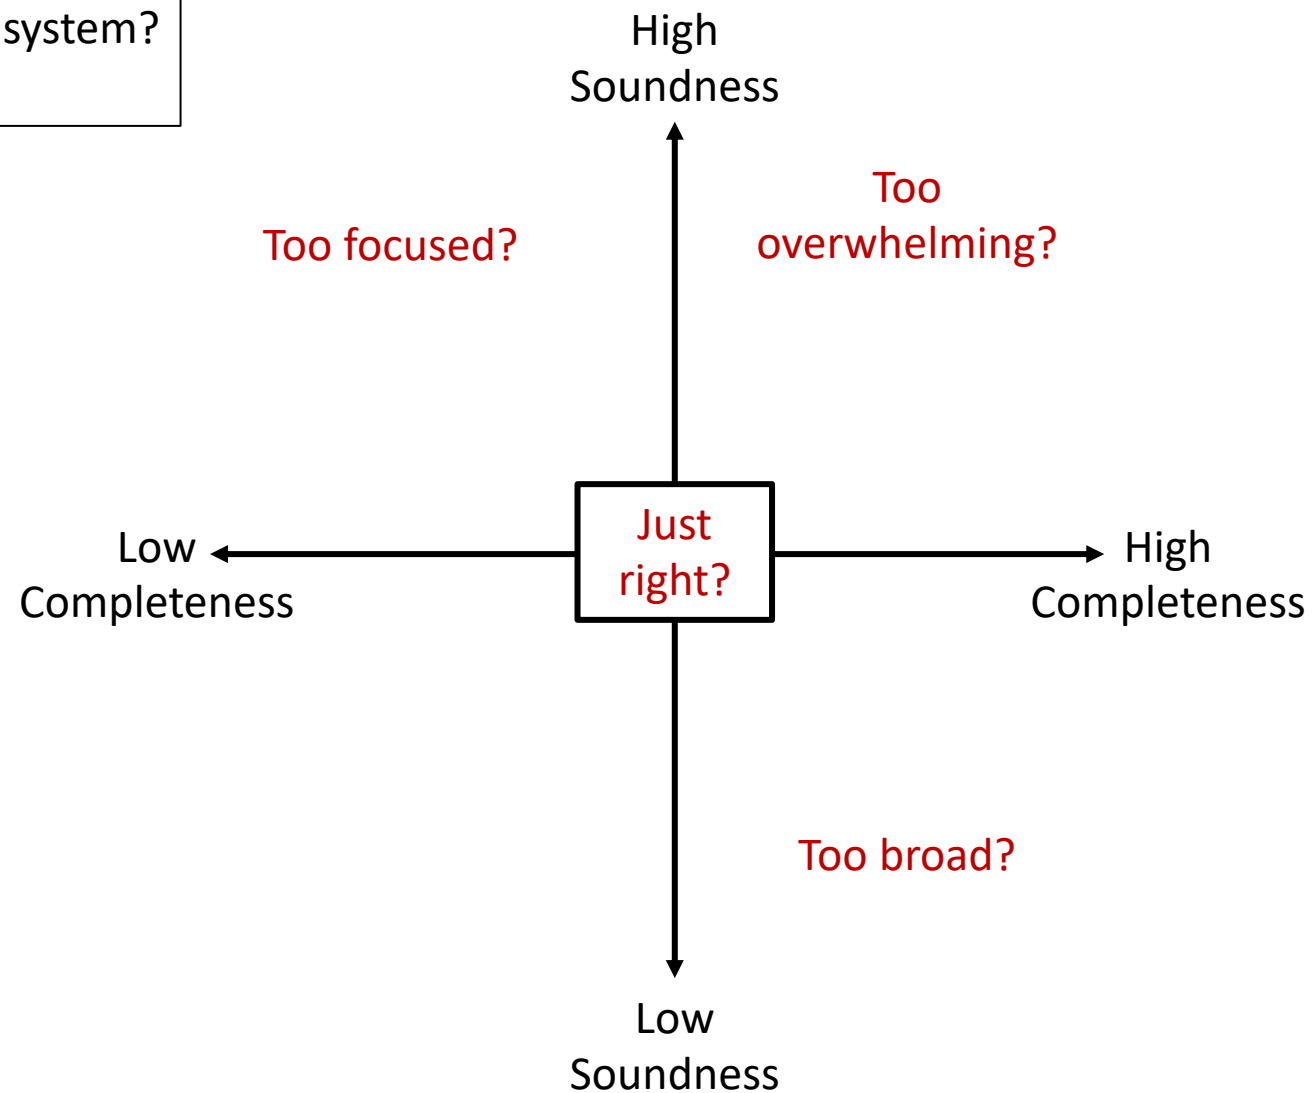 system?
High
Soundness
Too
overwhelming?
Too focused?
Just
right?
Low
Completeness
High
Completeness
Too broad?
Low
Soundness